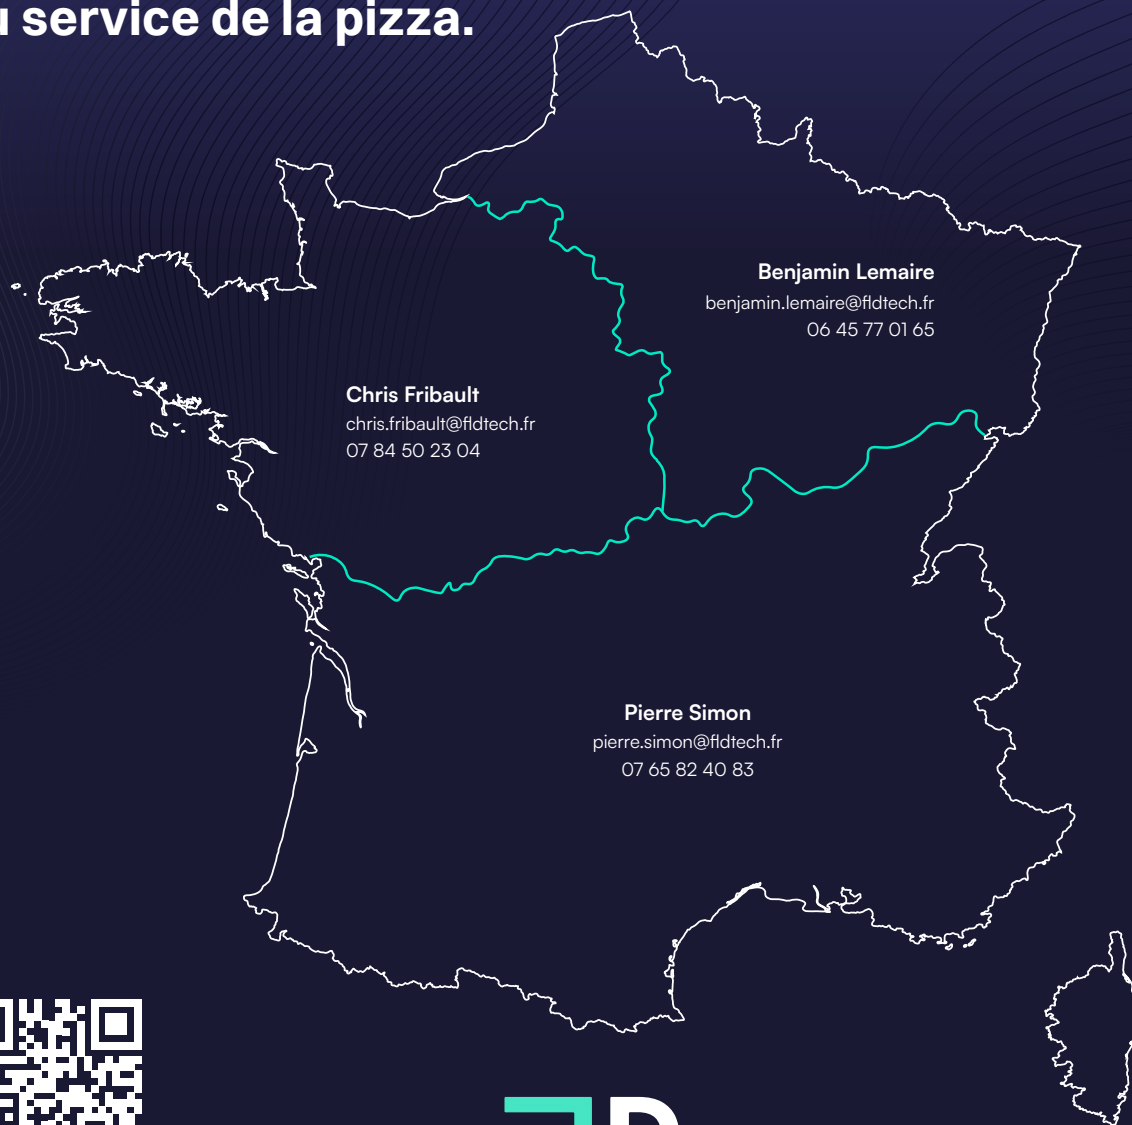 service de la pizza.
Benjamin Lemaire
benjamin.lemaire@fldtech.fr
06 45 77 01 65
Chris Fribault
chris.fribault@fldtech.fr
07 84 50 23 04
Pierre Simon
pierre.simon@fldtech.fr
07 65 82 40 83